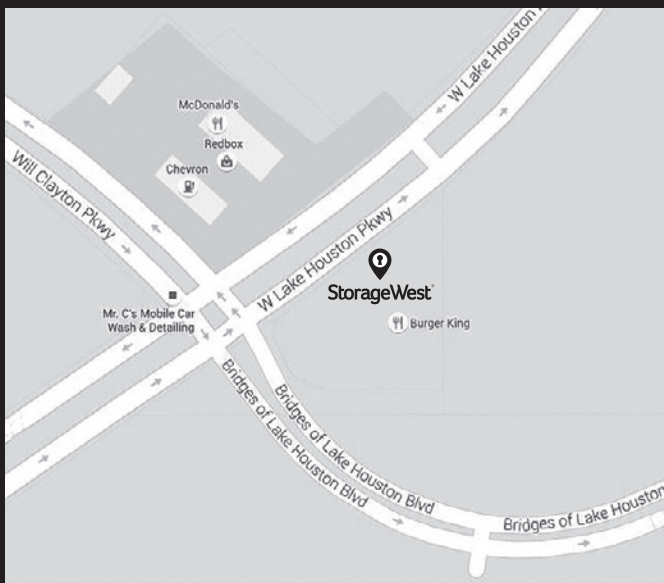 W Lake Houston
McDonald's
Redbox
Chevron
Will Clayton Pkwy
W Lake Houston Pkwy
StorageWest
Mr. C's Mobile Car
Wash & Detailing
Burger King
Bridges of Lake Houston Blvd
Bridges of Lake Houston Blvd
Bridges of Lake Houston